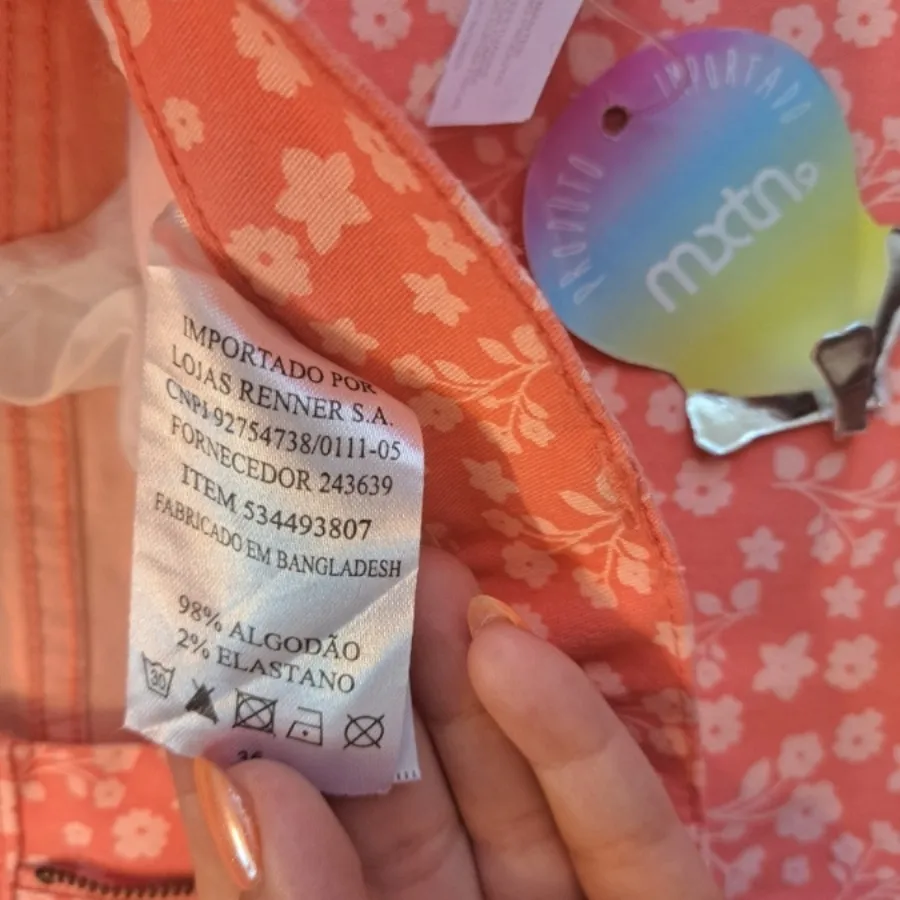 PRODUTO IMPORTADO
mxtn
IMPORTADO POR
LOJAS RENNER S.A.
CNPJ 92754738/0111-05
FORNECEDOR 243639
ITEM 534493807
FABRICADO EM BANGLADESH
98% ALGODÃO
2% ELASTANO
30